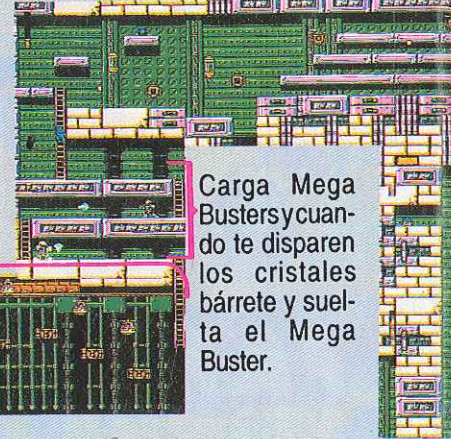 Carga Mega
Bustersycuan-
do te disparen
los cristales
bárrete y suel-
ta el Mega
Buster.